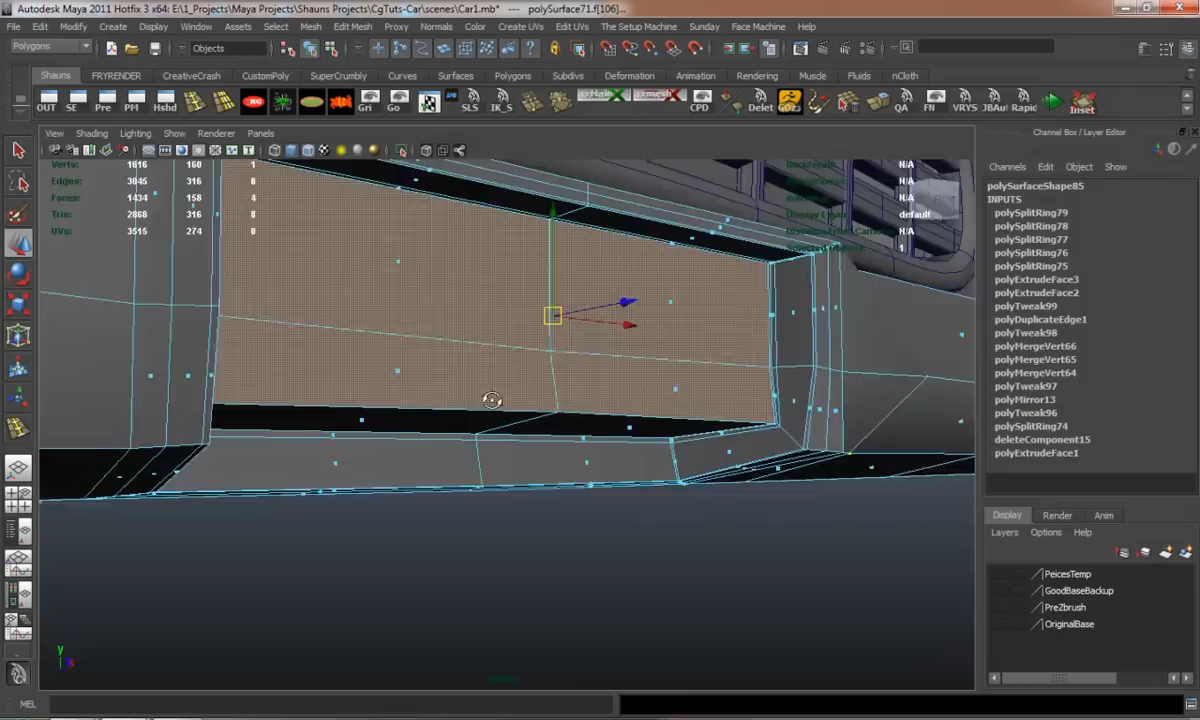 Autodesk Maya 2011 Hotfix 3 x64: E:\1_Projects\Maya Projects\Shauns Projects\CgTuts-Car\scenes\Car1.mb* --- polySurface71.f[106]...
File Edit Modify Create Display Window Assets Select Mesh Edit Mesh Proxy Normals Color Create UVs Edit UVs The Setup Machine Sunday Face Machine Help
Polygons Objects
Shauns FRYRENDER CreativeCrash CustomPoly SuperCrumbly Curves Surfaces Polygons Subdivs Deformation Animation Rendering Muscle Fluids nCloth
OUT SE Pre PM Hshd Gri Go SLS IK_S CPD Delet GOz QA FN VRYS JBAu Rapic Inset
View Shading Lighting Show Renderer Panels
Channel Box / Layer Editor
Channels Edit Object Show
Verts: 1616 160 1
Edges: 3045 316 0
Faces: 1434 158 4
Tris: 2868 316 8
UVs: 3515 274 0
N/A
N/A
default
N/A
1
polySurfaceShape85
INPUTS
polySplitRing79
polySplitRing78
polySplitRing77
polySplitRing76
polySplitRing75
polyExtrudeFace3
polyExtrudeFace2
polyTweak99
polyDuplicateEdge1
polyTweak98
polyMergeVert66
polyMergeVert65
polyMergeVert64
polyTweak97
polyMirror13
polyTweak96
polySplitRing74
deleteComponent15
polyExtrudeFace1
Display Render Anim
Layers Options Help
PeicesTemp
GoodBaseBackup
PreZbrush
OriginalBase
y
x
persp
MEL